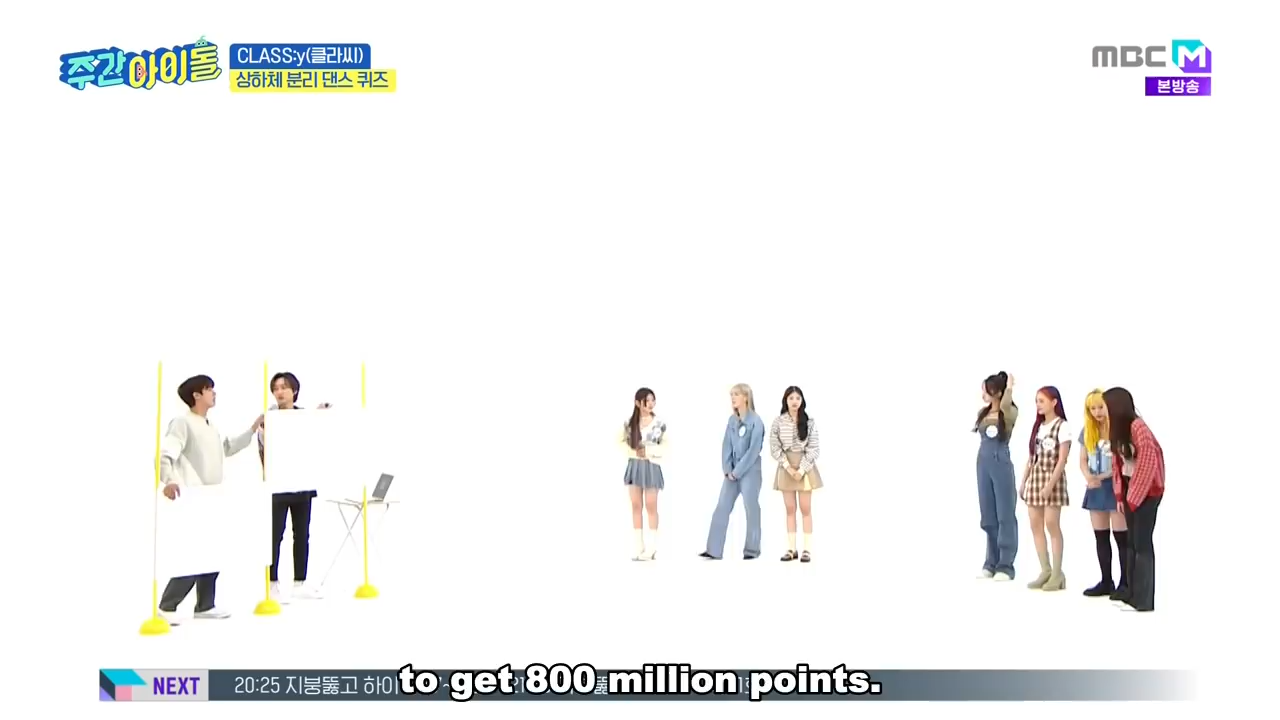 주간아이돌
CLASS:y(클라씨)
상하체 분리 댄스 퀴즈
MBC M
본방송
NEXT
20:25 지붕뚫고 하이
to get 800 million points.